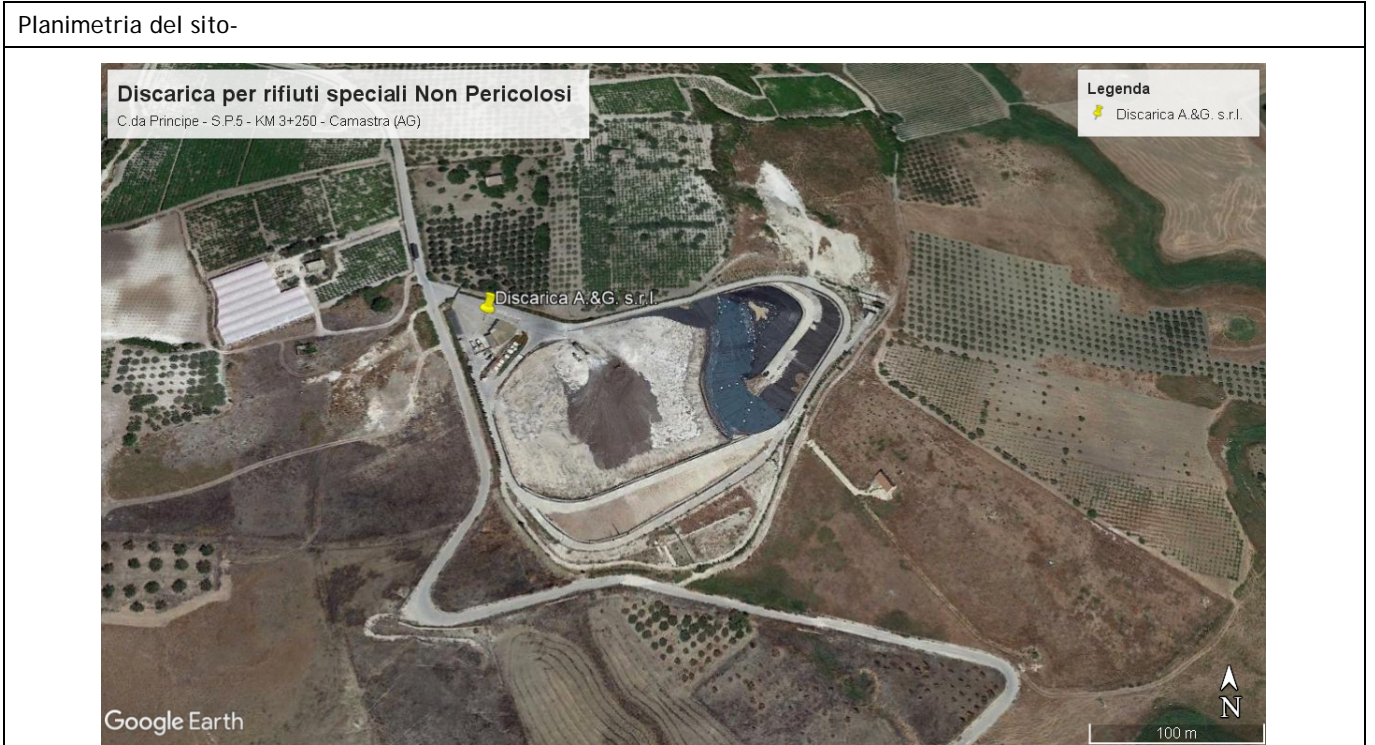 Planimetria del sito-
Discarica per rifiuti speciali Non Pericolosi
C.da Principe - S.P.5 - KM 3+250 - Camastra (AG)
Legenda
Discarica A.&G. s.r.l.
Discarica A.&G. s.r.l.
Google Earth
N
100 m